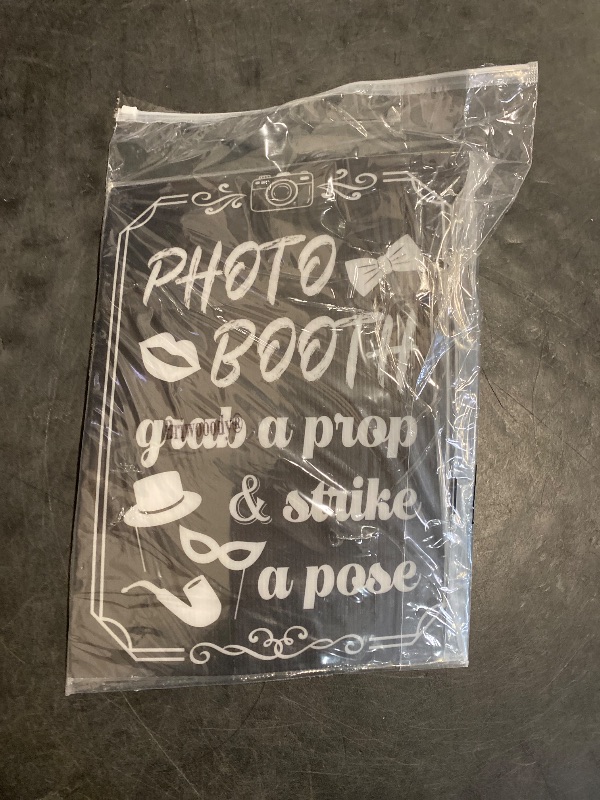 PHOTO
BOOTH
grab a prop
& strike
a pose